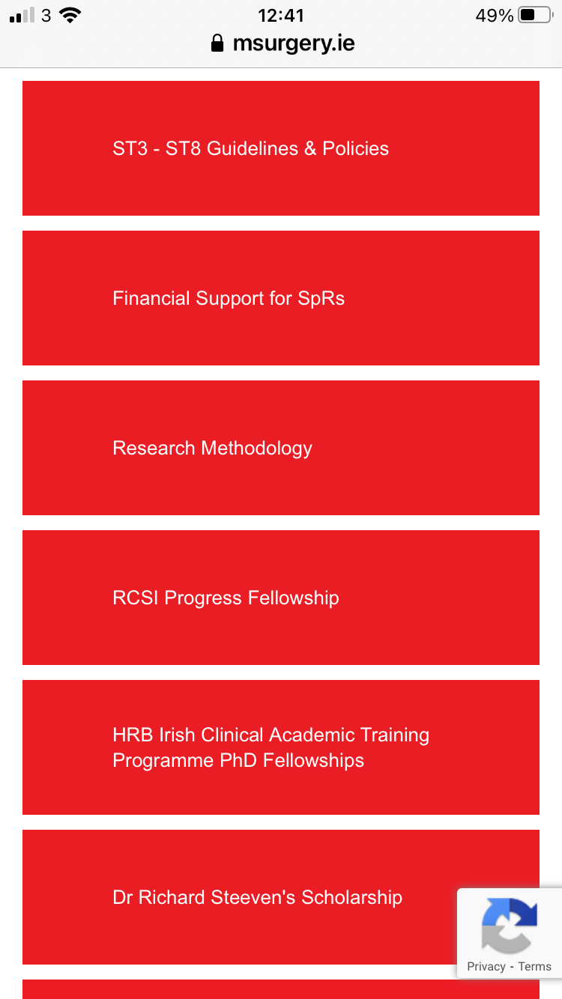 3 12:41 49%
msurgery.ie
ST3 - ST8 Guidelines & Policies
Financial Support for SpRs
Research Methodology
RCSI Progress Fellowship
HRB Irish Clinical Academic Training
Programme PhD Fellowships
Dr Richard Steeven's Scholarship
Privacy - Terms